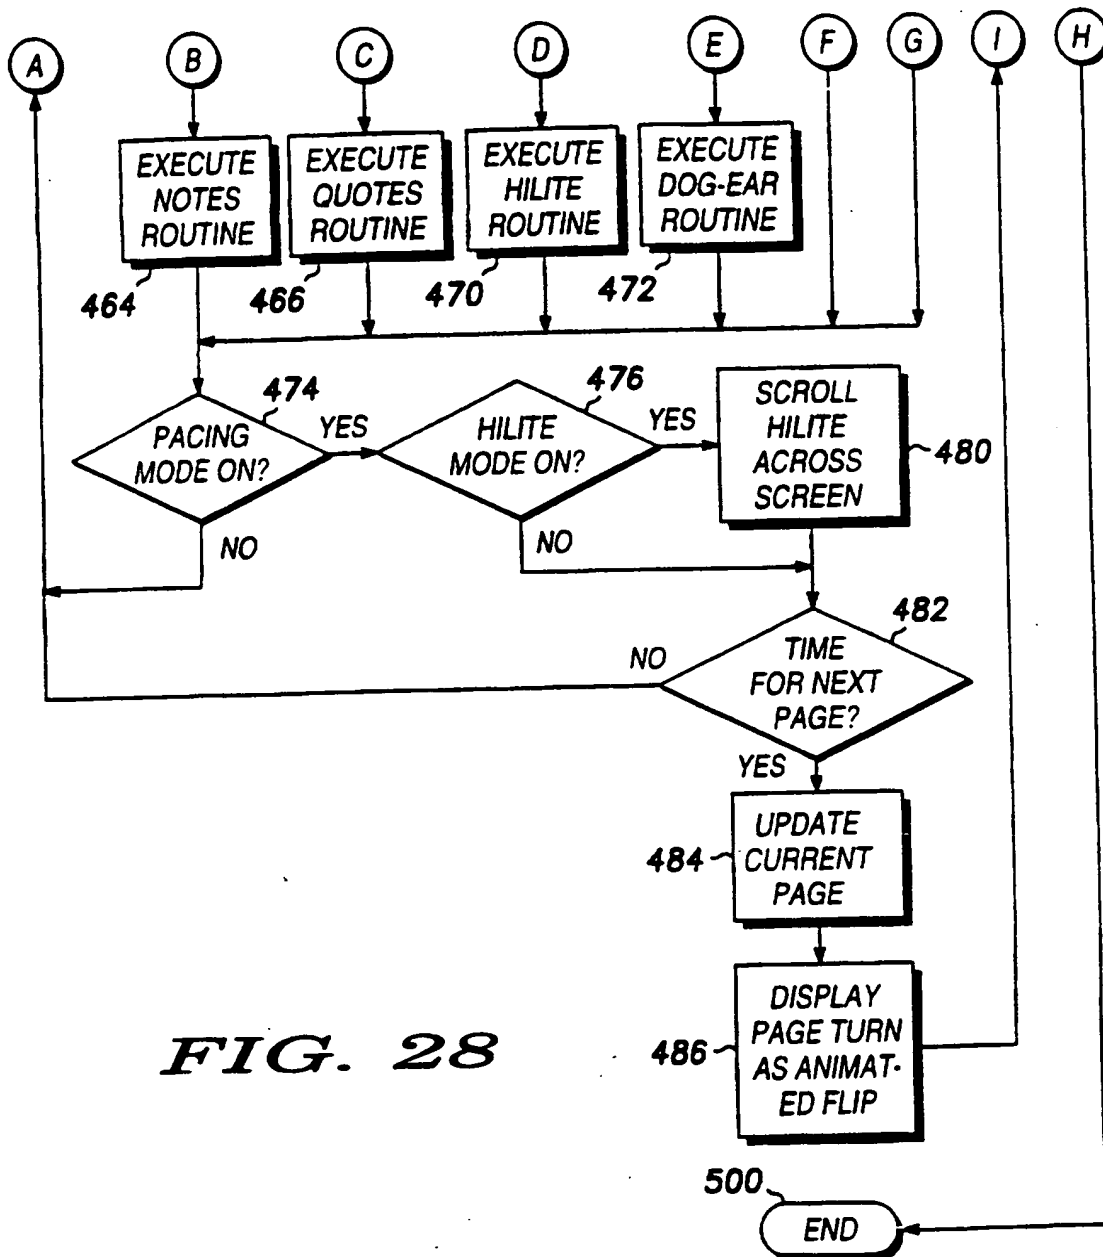 A
B
C
D
E
F
G
I
H
EXECUTE
NOTES
ROUTINE
464
EXECUTE
QUOTES
ROUTINE
466
EXECUTE
HILITE
ROUTINE
470
EXECUTE
DOG-EAR
ROUTINE
472
PACING
MODE ON?
474
YES
NO
HILITE
MODE ON?
476
YES
NO
SCROLL
HILITE
ACROSS
SCREEN
480
TIME
FOR NEXT
PAGE?
482
NO
YES
UPDATE
CURRENT
PAGE
484
DISPLAY
PAGE TURN
AS ANIMAT-
ED FLIP
486
FIG. 28
500
END